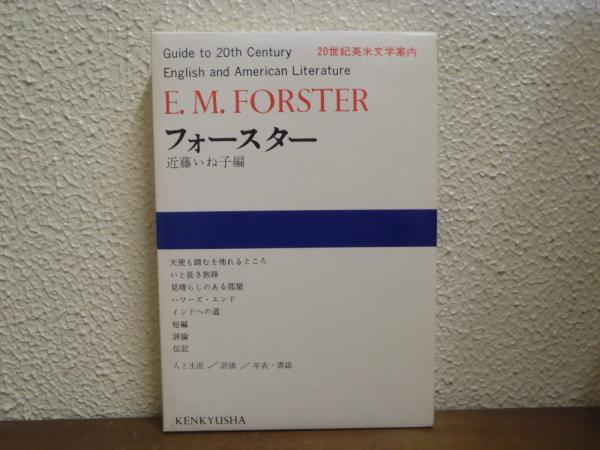 Guide to 20th Century 20世紀英米文学案内
English and American Literature
E. M. FORSTER
フォースター
近藤いね子編
天使も踏むを怖れるところ
いと長き旅路
見晴らしのある部屋
ハワーズ・エンド
インドへの道
短編
評論
伝記
人と生涯／評価／年表・書誌
KENKYUSHA